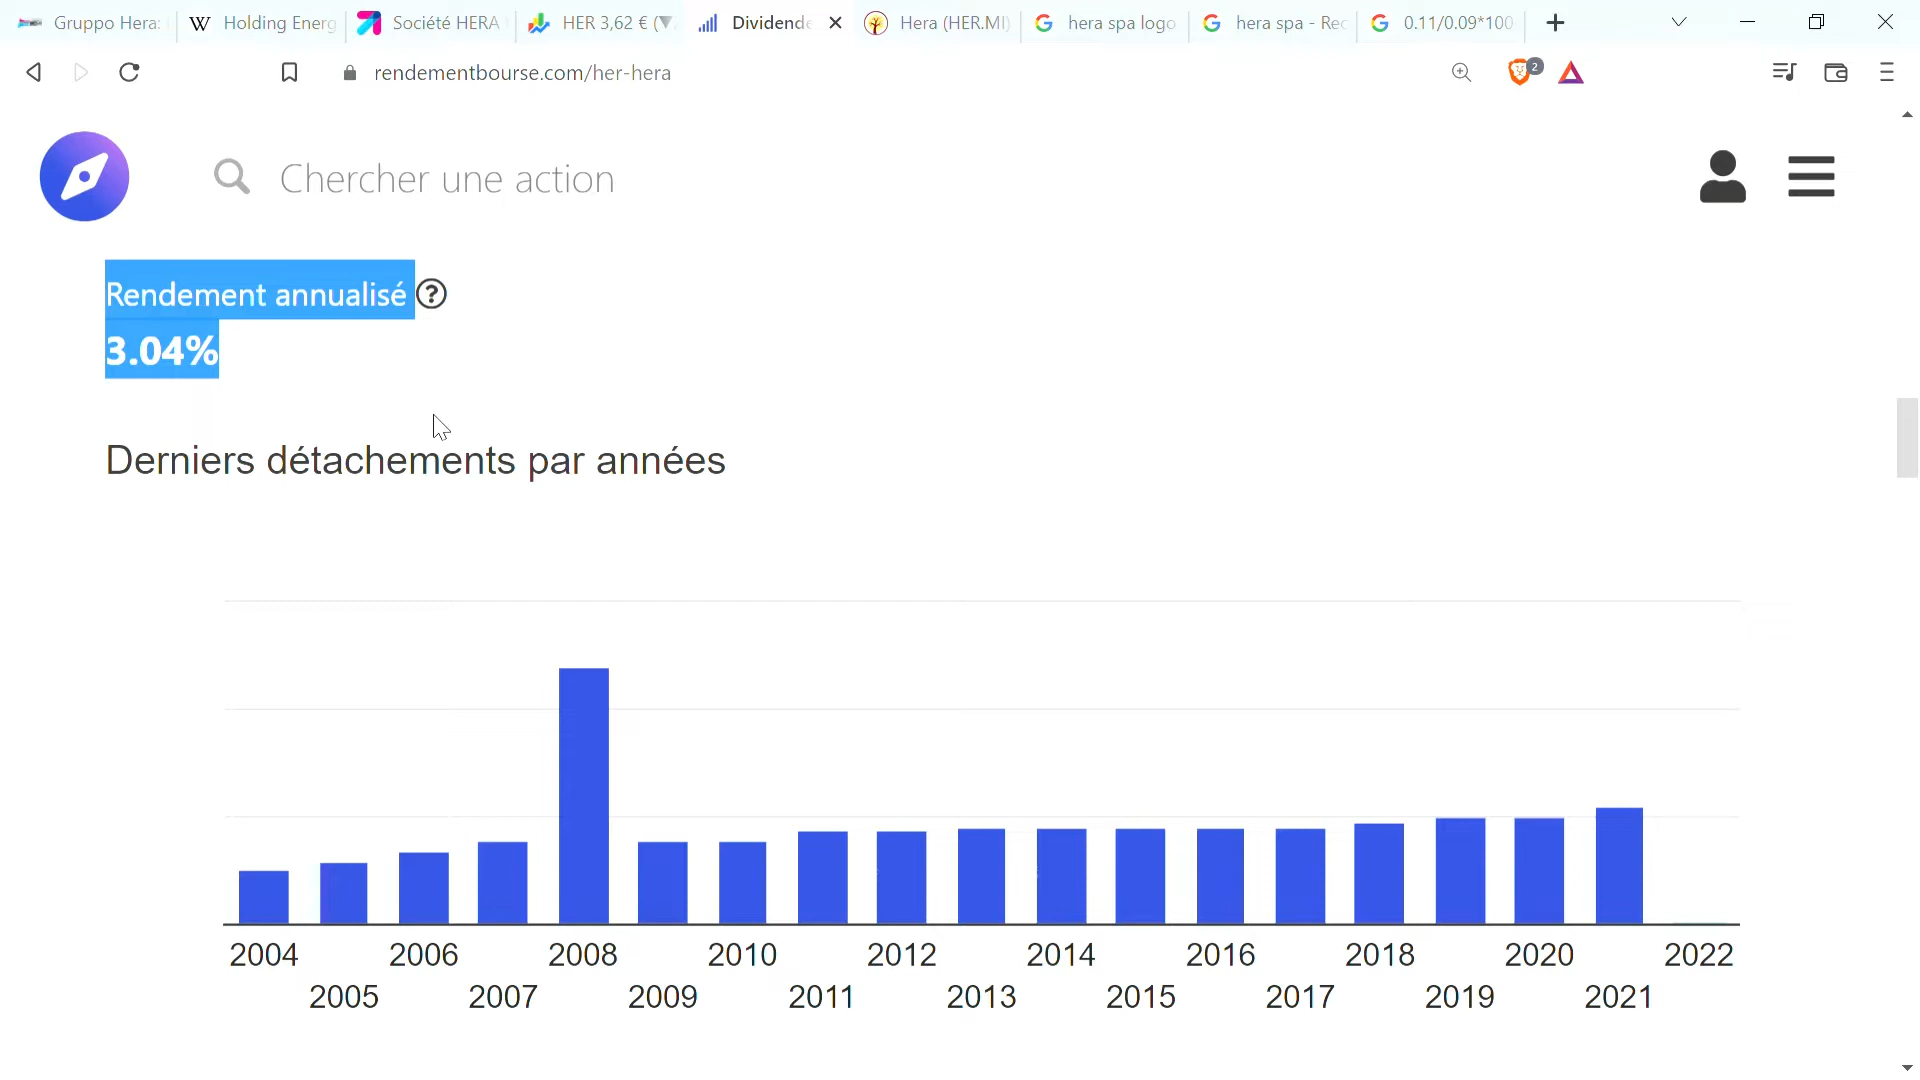 Gruppo Hera:
Holding Energ
Société HERA
HER 3,62 € (▼
Dividende
Hera (HER.MI)
hera spa logo
hera spa - Rec
0.11/0.09*100
rendementbourse.com/her-hera
2
Chercher une action
Rendement annualisé
3.04%
Derniers détachements par années
2004 2006 2008 2010 2012 2014 2016 2018 2020 2022
2005 2007 2009 2011 2013 2015 2017 2019 2021